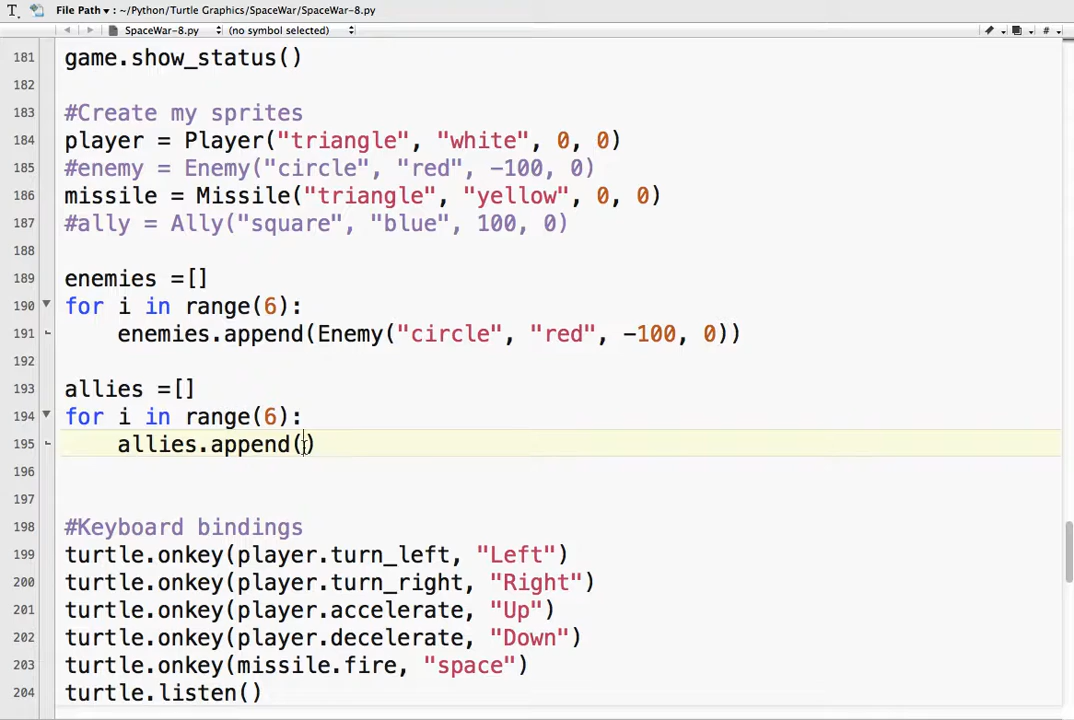 File Path ▾ : ~/Python/Turtle Graphics/SpaceWar/SpaceWar-8.py
SpaceWar-8.py (no symbol selected) #
181 game.show_status()
182
183 #Create my sprites
184 player = Player("triangle", "white", 0, 0)
185 #enemy = Enemy("circle", "red", -100, 0)
186 missile = Missile("triangle", "yellow", 0, 0)
187 #ally = Ally("square", "blue", 100, 0)
188
189 enemies =[]
190 for i in range(6):
191 enemies.append(Enemy("circle", "red", -100, 0))
192
193 allies =[]
194 for i in range(6):
195 allies.append()
196
197
198 #Keyboard bindings
199 turtle.onkey(player.turn_left, "Left")
200 turtle.onkey(player.turn_right, "Right")
201 turtle.onkey(player.accelerate, "Up")
202 turtle.onkey(player.decelerate, "Down")
203 turtle.onkey(missile.fire, "space")
204 turtle.listen()